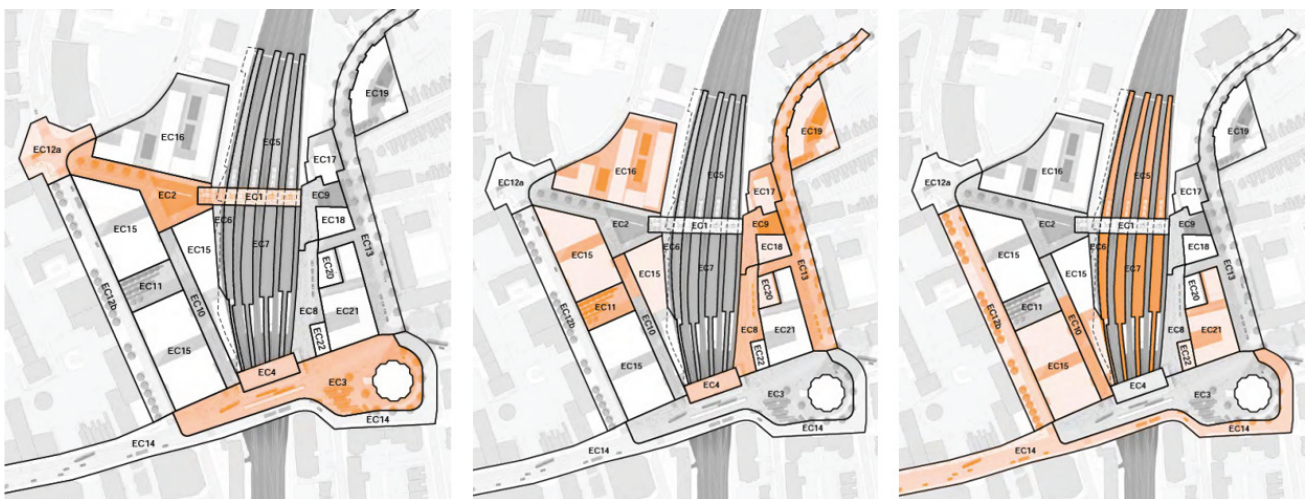 EC19
EC16
EC12a
EC5
EC17
EC2
EC1
EC9
EC15
EC6
EC15
EC18
EC7
EC13
EC20
EC11
EC12b
EC10
EC8
EC21
EC15
EC22
EC4
EC3
EC14
EC14
EC19
EC16
EC12a
EC5
EC17
EC2
EC1
EC9
EC15
EC6
EC15
EC18
EC7
EC13
EC20
EC11
EC12b
EC10
EC8
EC21
EC15
EC22
EC4
EC3
EC14
EC14
EC19
EC16
EC12a
EC5
EC17
EC2
EC1
EC9
EC15
EC6
EC15
EC18
EC7
EC13
EC20
EC11
EC12b
EC10
EC8
EC21
EC15
EC22
EC4
EC3
EC14
EC14